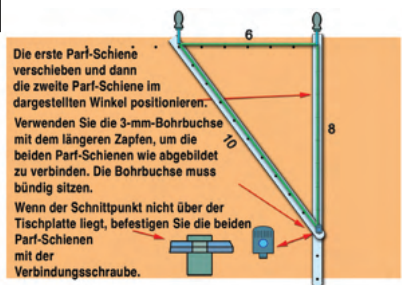 Die erste Parf-Schiene
verschieben und dann
die zweite Parf-Schiene im
dargestellten Winkel positionieren.
Verwenden Sie die 3-mm-Bohrbuchse
mit dem längeren Zapfen, um die
beiden Parf-Schienen wie abgebildet
zu verbinden. Die Bohrbuchse muss
bündig sitzen.
Wenn der Schnittpunkt nicht über der
Tischplatte liegt, befestigen Sie die beiden
Parf-Schienen
mit der
Verbindungsschraube.
6
8
10